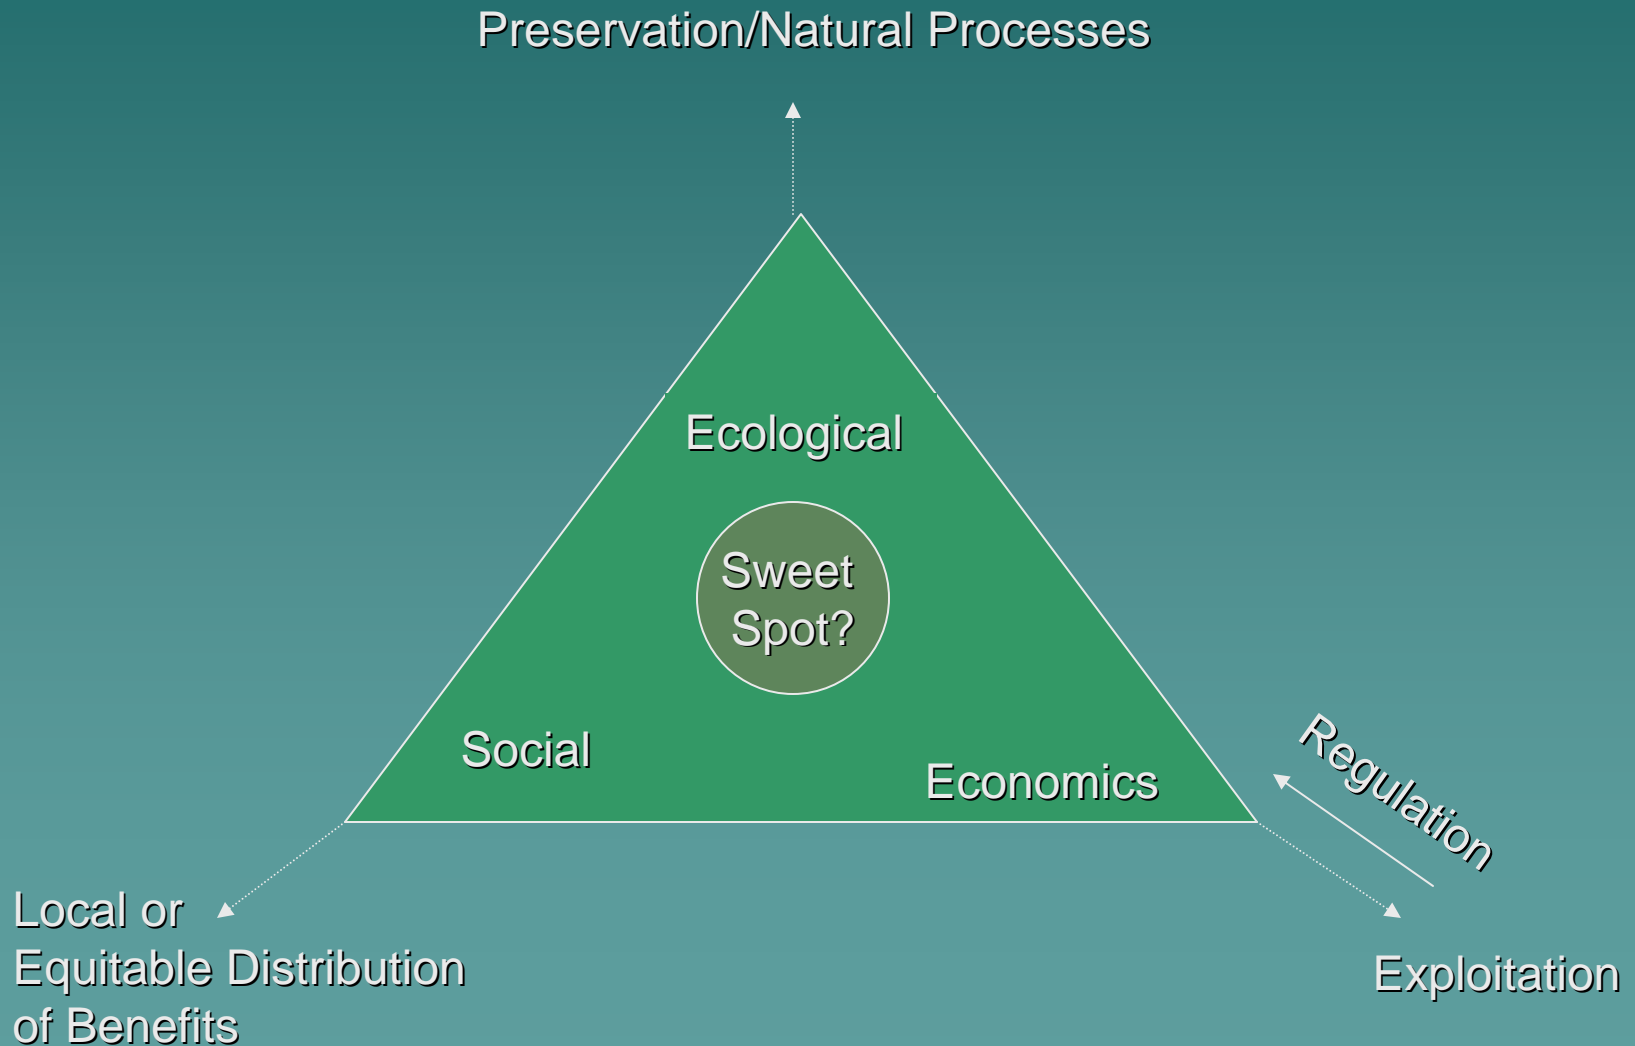 Preservation/Natural Processes
Ecological
Sweet
Spot?
Social
Economics
Regulation
Local or
Equitable Distribution
of Benefits
Exploitation